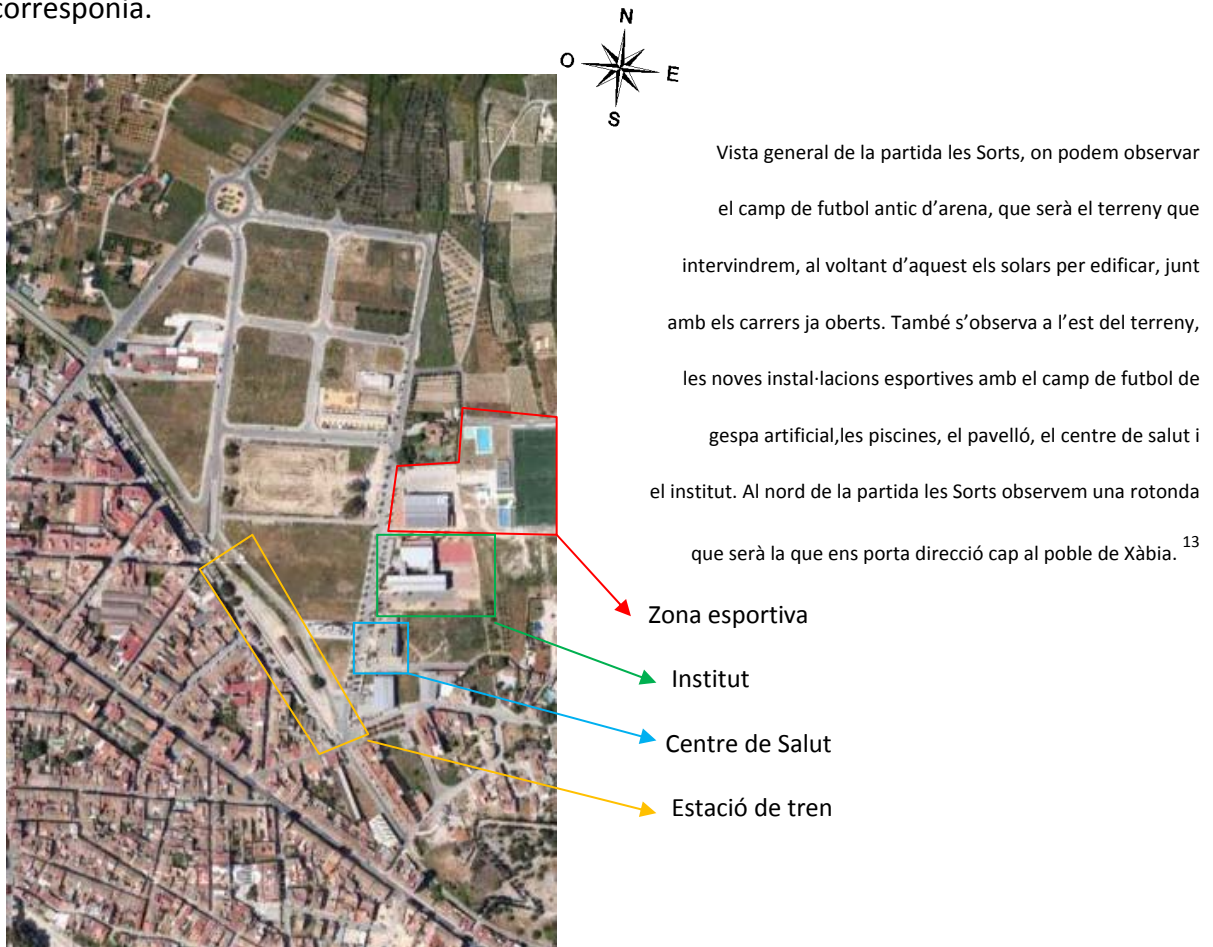 corresponia.
N
O
E
S
Vista general de la partida les Sorts, on podem observar
el camp de futbol antic d’arena, que serà el terreny que
intervindrem, al voltant d’aquest els solars per edificar, junt
amb els carrers ja oberts. També s’observa a l’est del terreny,
les noves instal·lacions esportives amb el camp de futbol de
gespa artificial,les piscines, el pavelló, el centre de salut i
el institut. Al nord de la partida les Sorts observem una rotonda
que serà la que ens porta direcció cap al poble de Xàbia. 13
Zona esportiva
Institut
Centre de Salut
Estació de tren